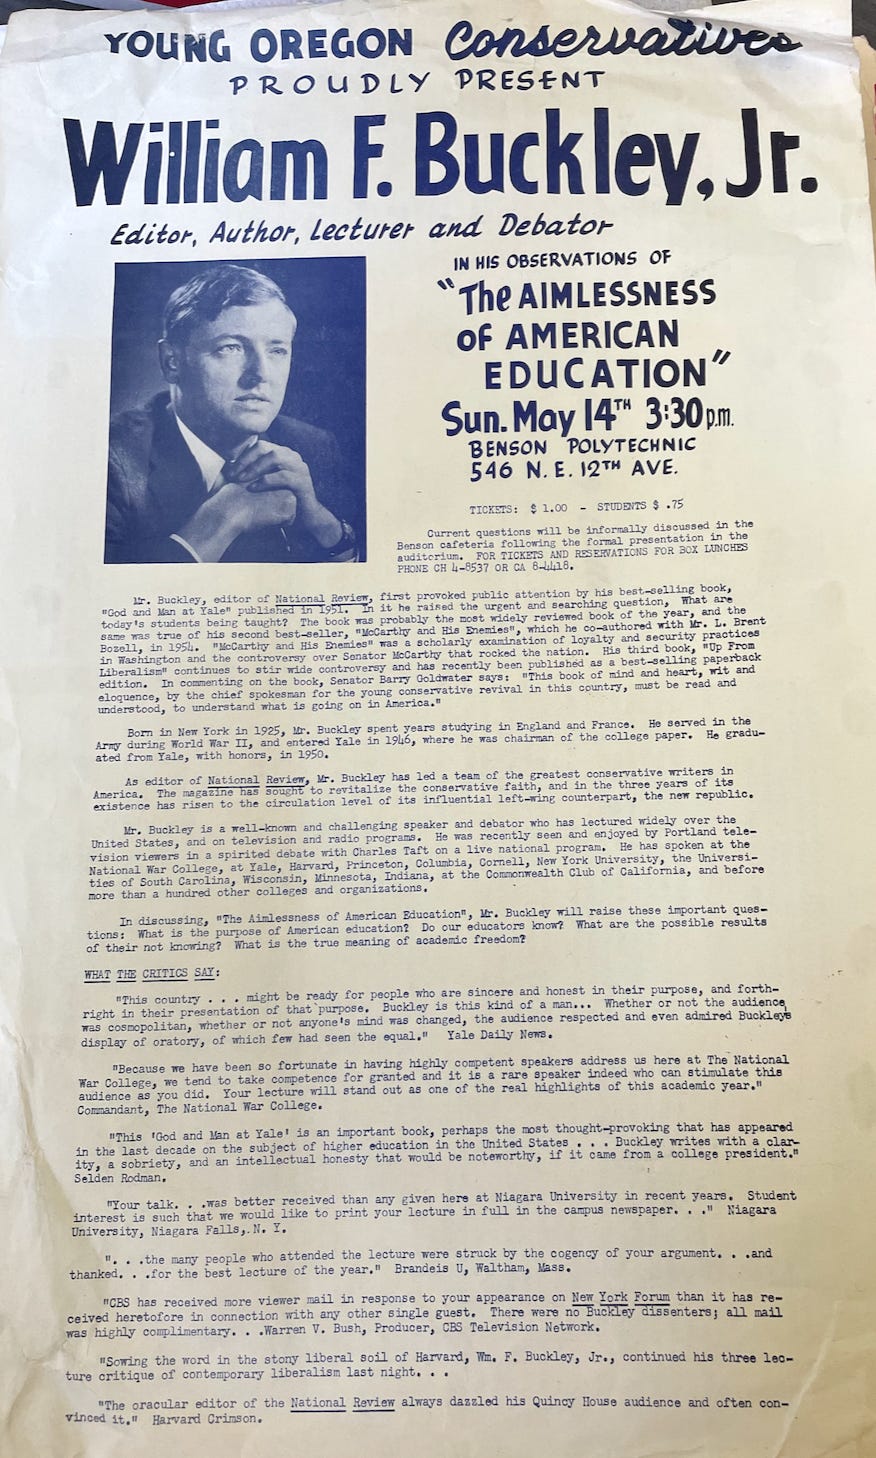 YOUNG OREGON Conservatives
PROUDLY PRESENT
William F. Buckley, Jr.
Editor, Author, Lecturer and Debator
IN HIS OBSERVATIONS OF
"The AIMLESSNESS
OF AMERICAN
EDUCATION"
Sun. May 14TH 3:30 p.m.
BENSON POLYTECHNIC
546 N.E. 12TH AVE.
TICKETS: $ 1.00 - STUDENTS $ .75
Current questions will be informally discussed in the
Benson cafeteria following the formal presentation in the
auditorium. FOR TICKETS AND RESERVATIONS FOR BOX LUNCHES
PHONE CH 4-8537 OR CA 8-4418.
Mr. Buckley, editor of National Review, first provoked public attention by his best-selling book,
"God and Man at Yale" published in 1951. In it he raised the urgent and searching question, What are
today's students being taught? The book was probably the most widely reviewed book of the year, and the
same was true of his second best-seller, "McCarthy and His Enemies", which he co-authored with Mr. L. Brent
Bozell, in 1954. "McCarthy and His Enemies" was a scholarly examination of loyalty and security practices
in Washington and the controversy over Senator McCarthy that rocked the nation. His third book, "Up From
Liberalism" continues to stir wide controversy and has recently been published as a best-selling paperback
edition. In commenting on the book, Senator Barry Goldwater says: "This book of mind and heart, wit and
eloquence, by the chief spokesman for the young conservative revival in this country, must be read and
understood, to understand what is going on in America."
Born in New York in 1925, Mr. Buckley spent years studying in England and France. He served in the
Army during World War II, and entered Yale in 1946, where he was chairman of the college paper. He gradu-
ated from Yale, with honors, in 1950.
As editor of National Review, Mr. Buckley has led a team of the greatest conservative writers in
America. The magazine has sought to revitalize the conservative faith, and in the three years of its
existence has risen to the circulation level of its influential left-wing counterpart, the new republic.
Mr. Buckley is a well-known and challenging speaker and debator who has lectured widely over the
United States, and on television and radio programs. He was recently seen and enjoyed by Portland tele-
vision viewers in a spirited debate with Charles Taft on a live national program. He has spoken at the
National War College, at Yale, Harvard, Princeton, Columbia, Cornell, New York University, the Universi-
ties of South Carolina, Wisconsin, Minnesota, Indiana, at the Commonwealth Club of California, and before
more than a hundred other colleges and organizations.
In discussing, "The Aimlessness of American Education", Mr. Buckley will raise these important ques-
tions: What is the purpose of American education? Do our educators know? What are the possible results
of their not knowing? What is the true meaning of academic freedom?
WHAT THE CRITICS SAY:
"This country . . . might be ready for people who are sincere and honest in their purpose, and forth-
right in their presentation of that purpose. Buckley is this kind of a man... Whether or not the audience
was cosmopolitan, whether or not anyone's mind was changed, the audience respected and even admired Buckley's
display of oratory, of which few had seen the equal." Yale Daily News.
"Because we have been so fortunate in having highly competent speakers address us here at The National
War College, we tend to take competence for granted and it is a rare speaker indeed who can stimulate this
audience as you did. Your lecture will stand out as one of the real highlights of this academic year."
Commandant, The National War College.
"This 'God and Man at Yale' is an important book, perhaps the most thought-provoking that has appeared
in the last decade on the subject of higher education in the United States . . . Buckley writes with a clar-
ity, a sobriety, and an intellectual honesty that would be noteworthy, if it came from a college president."
Selden Rodman.
"Your talk. . .was better received than any given here at Niagara University in recent years. Student
interest is such that we would like to print your lecture in full in the campus newspaper. . ." Niagara
University, Niagara Falls, N. Y.
". . .the many people who attended the lecture were struck by the cogency of your argument. . .and
thanked. . .for the best lecture of the year." Brandeis U, Waltham, Mass.
"CBS has received more viewer mail in response to your appearance on New York Forum than it has re-
ceived heretofore in connection with any other single guest. There were no Buckley dissenters; all mail
was highly complimentary. . .Warren V. Bush, Producer, CBS Television Network.
"Sowing the word in the stony liberal soil of Harvard, Wm. F. Buckley, Jr., continued his three lec-
ture critique of contemporary liberalism last night. . .
"The oracular editor of the National Review always dazzled his Quincy House audience and often con-
vinced it." Harvard Crimson.